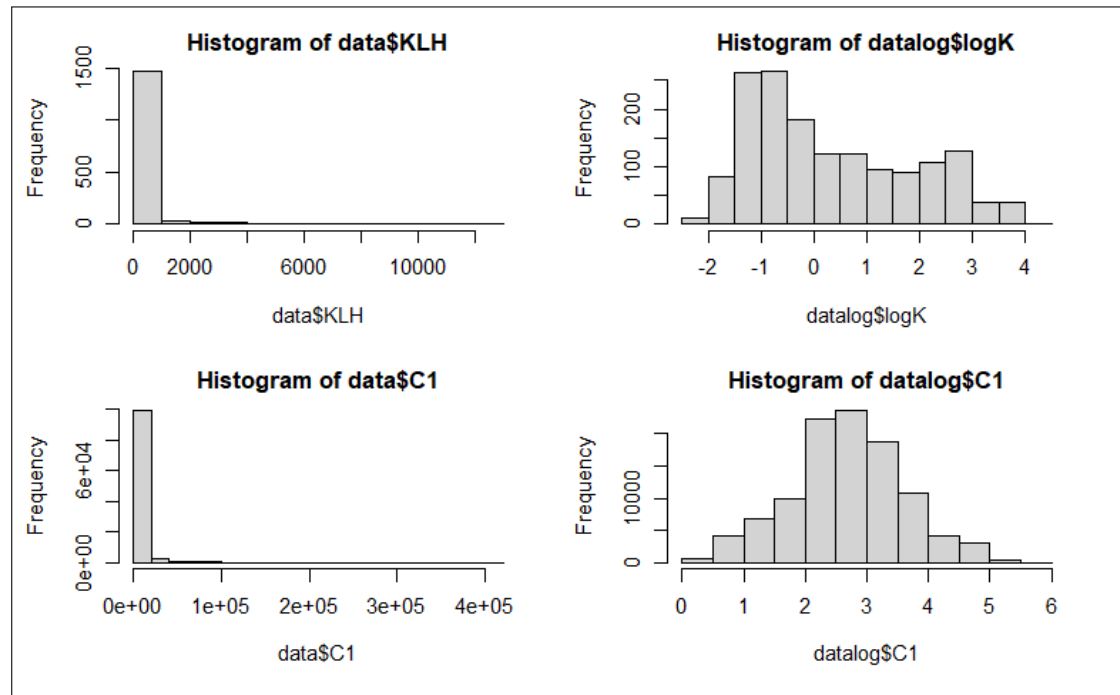 Histogram of data$KLH
Frequency
0 500 1500
0 2000 6000 10000
data$KLH
Histogram of datalog$logK
Frequency
0 100 200
-2 -1 0 1 2 3 4
datalog$logK
Histogram of data$C1
Frequency
0e+00 6e+04
0e+00 1e+05 2e+05 3e+05 4e+05
data$C1
Histogram of datalog$C1
Frequency
0 10000
0 1 2 3 4 5 6
datalog$C1